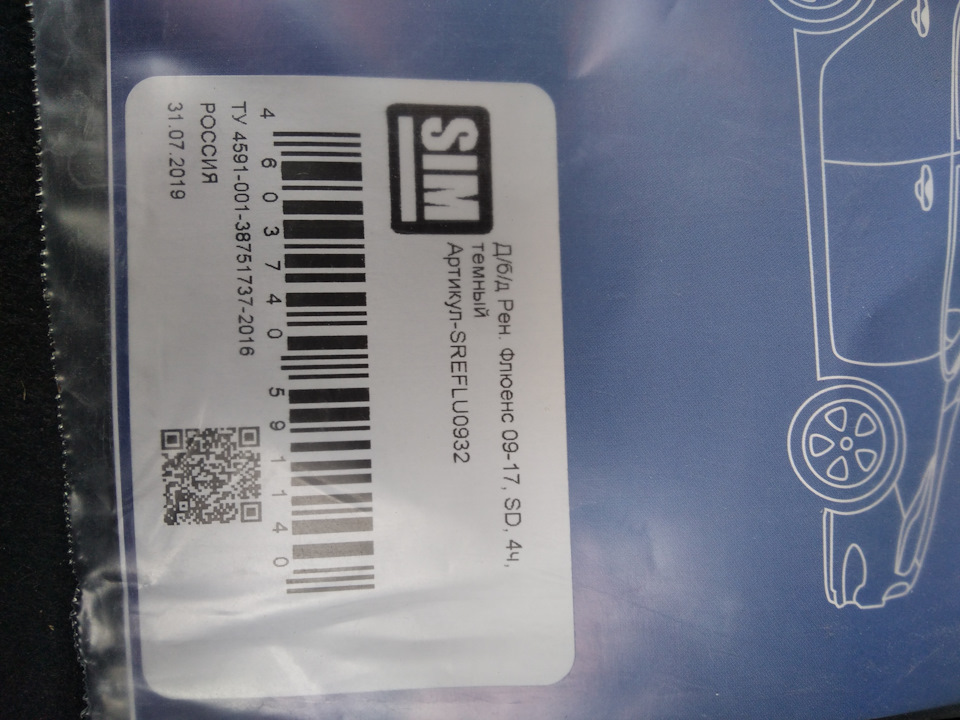 SIM
Д/б/д Рен. Флюенс 09-17, SD, 4ч,
темный
Артикул-SREFLU0932
4 603740 591140
ТУ 4591-001-38751737-2016
РОССИЯ
31.07.2019